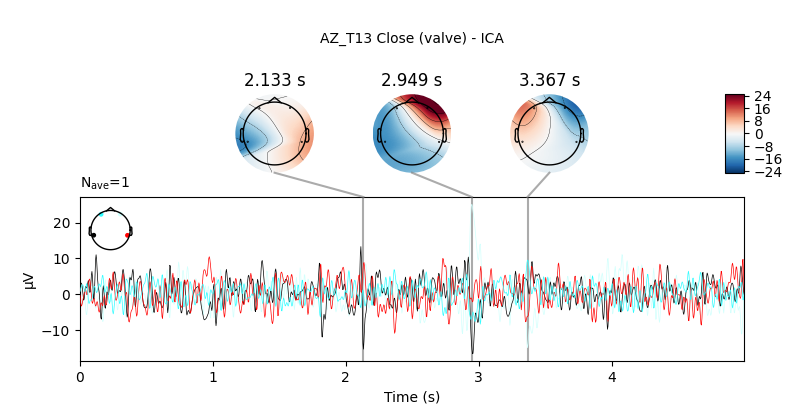 AZ_T13 Close (valve) - ICA
2.133 s
2.949 s
3.367 s
24
16
8
0
−8
−16
−24
Nave=1
20
10
0
−10
µV
0
1
2
3
4
Time (s)